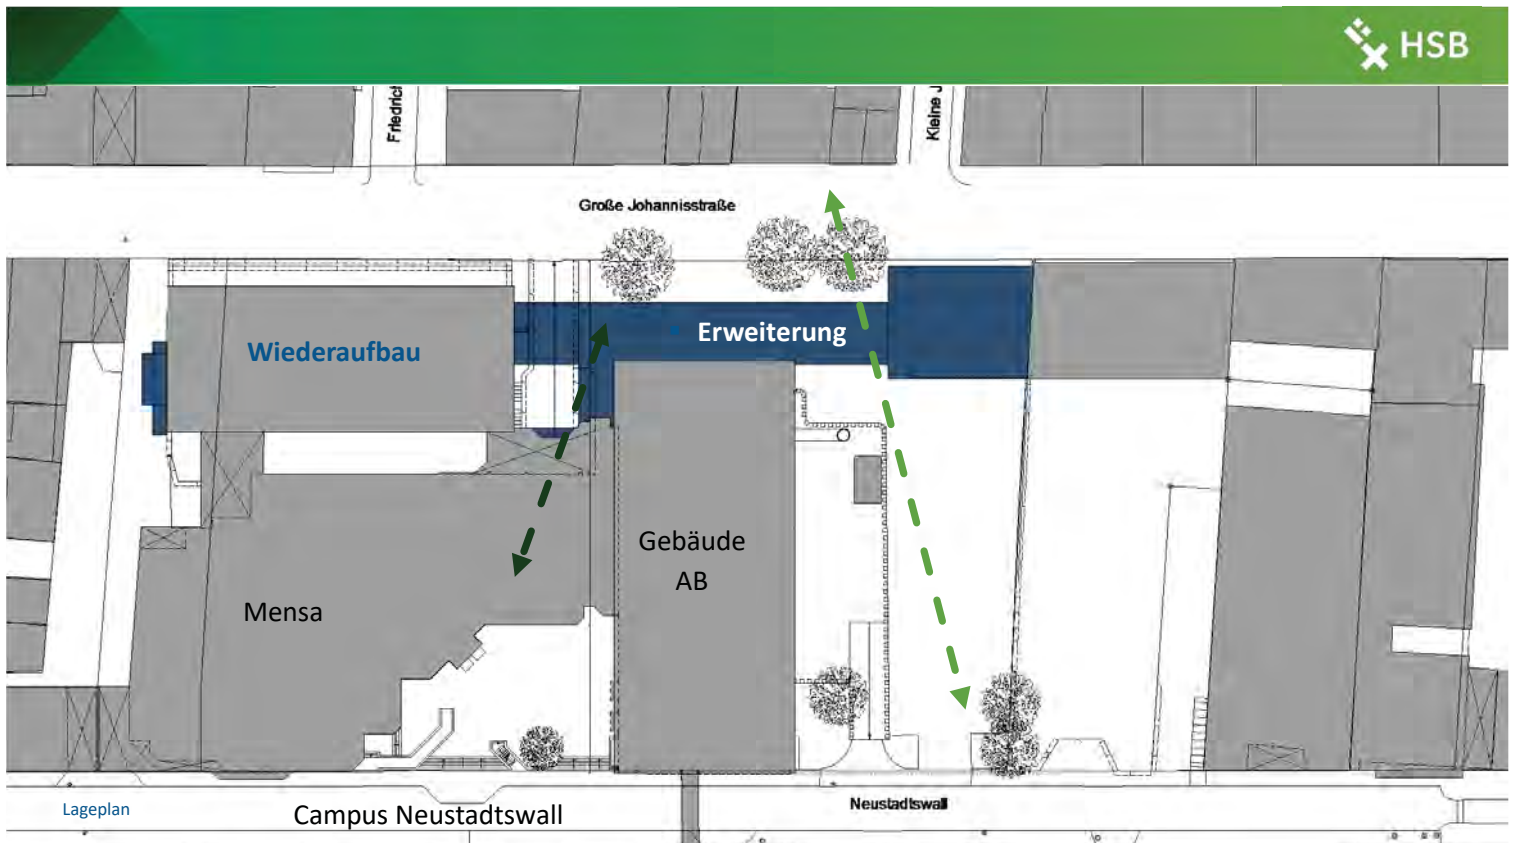 HSB
Friedric
Kleine J
Große Johannisstraße
Wiederaufbau
Erweiterung
Gebäude
AB
Mensa
Lageplan
Campus Neustadtswall
Neustadtswall